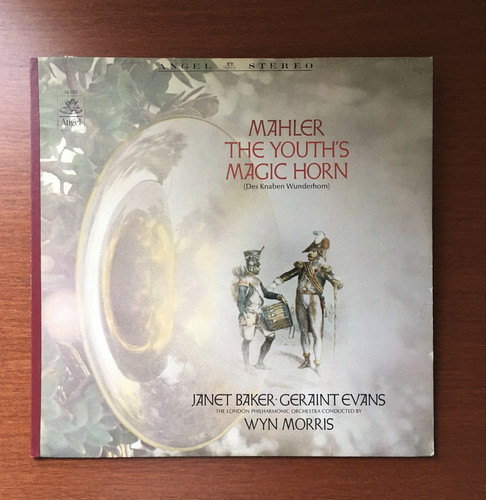 ANGEL STEREO
Angel
MAHLER
THE YOUTH'S
MAGIC HORN
(Des Knaben Wunderhorn)
JANET BAKER · GERAINT EVANS
THE LONDON PHILHARMONIC ORCHESTRA CONDUCTED BY
WYN MORRIS